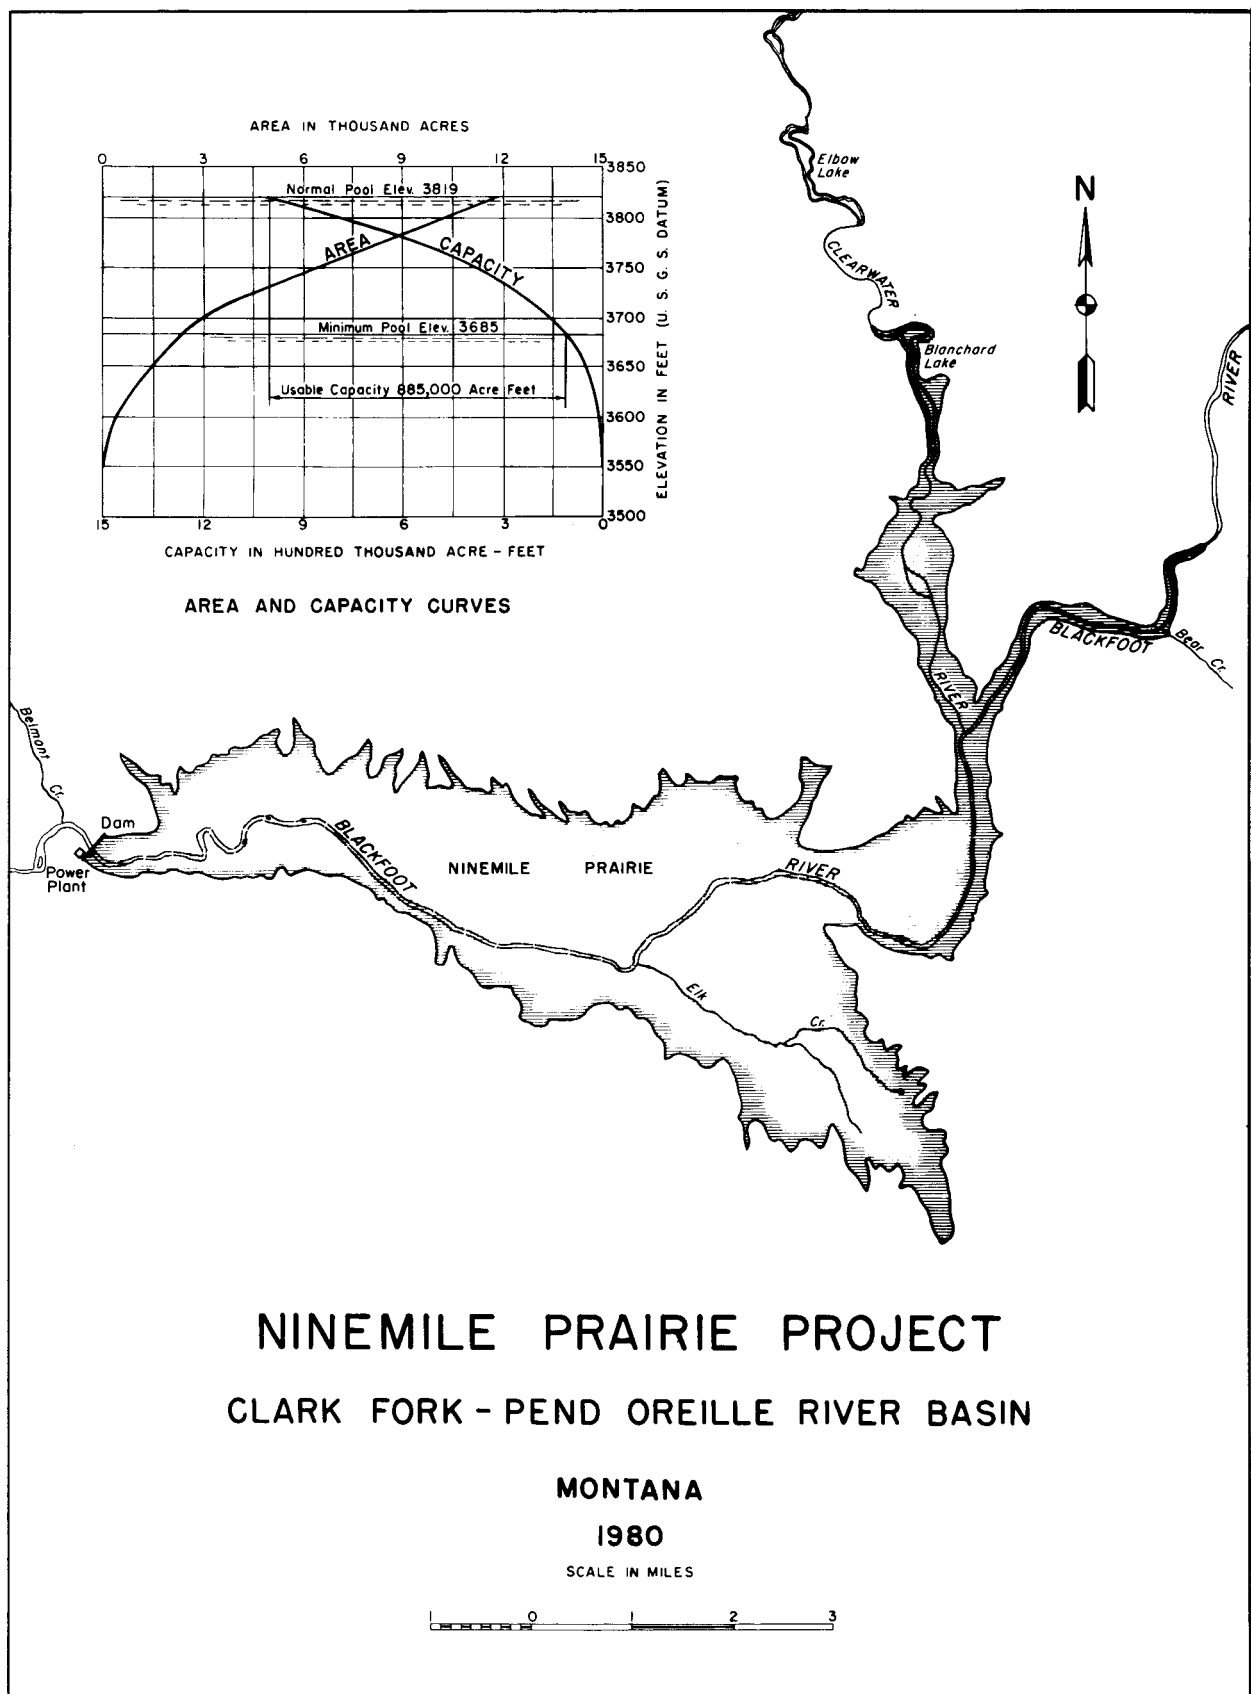 AREA IN THOUSAND ACRES
0 3 6 9 12 15
3850
Normal Pool Elev. 3819
3800
AREA
CAPACITY
3750
3700
Minimum Pool Elev. 3685
3650
Usable Capacity 885,000 Acre Feet
3600
3550
3500
ELEVATION IN FEET (U. S. G. S. DATUM)
15 12 9 6 3 0
CAPACITY IN HUNDRED THOUSAND ACRE - FEET
AREA AND CAPACITY CURVES
Elbow
Lake
N
CLEARWATER
Blanchard
Lake
RIVER
BLACKFOOT
Bear Cr.
RIVER
Belmont Cr.
Dam
Power
Plant
BLACKFOOT
NINEMILE PRAIRIE
RIVER
Elk Cr.
NINEMILE PRAIRIE PROJECT
CLARK FORK - PEND OREILLE RIVER BASIN
MONTANA
1980
SCALE IN MILES
1 0 1 2 3